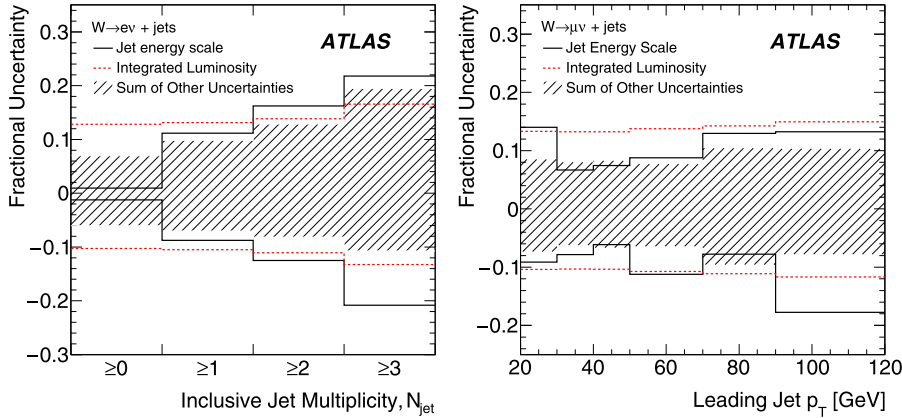 W→eν + jets
ATLAS
Jet energy scale
Integrated Luminosity
Sum of Other Uncertainties
Fractional Uncertainty
0.3
0.2
0.1
0
−0.1
−0.2
−0.3
≥0 ≥1 ≥2 ≥3
Inclusive Jet Multiplicity, N_jet
W→μν + jets
ATLAS
Jet Energy Scale
Integrated Luminosity
Sum of Other Uncertainties
Fractional Uncertainty
0.3
0.2
0.1
0
−0.1
−0.2
20 40 60 80 100 120
Leading Jet p_T [GeV]